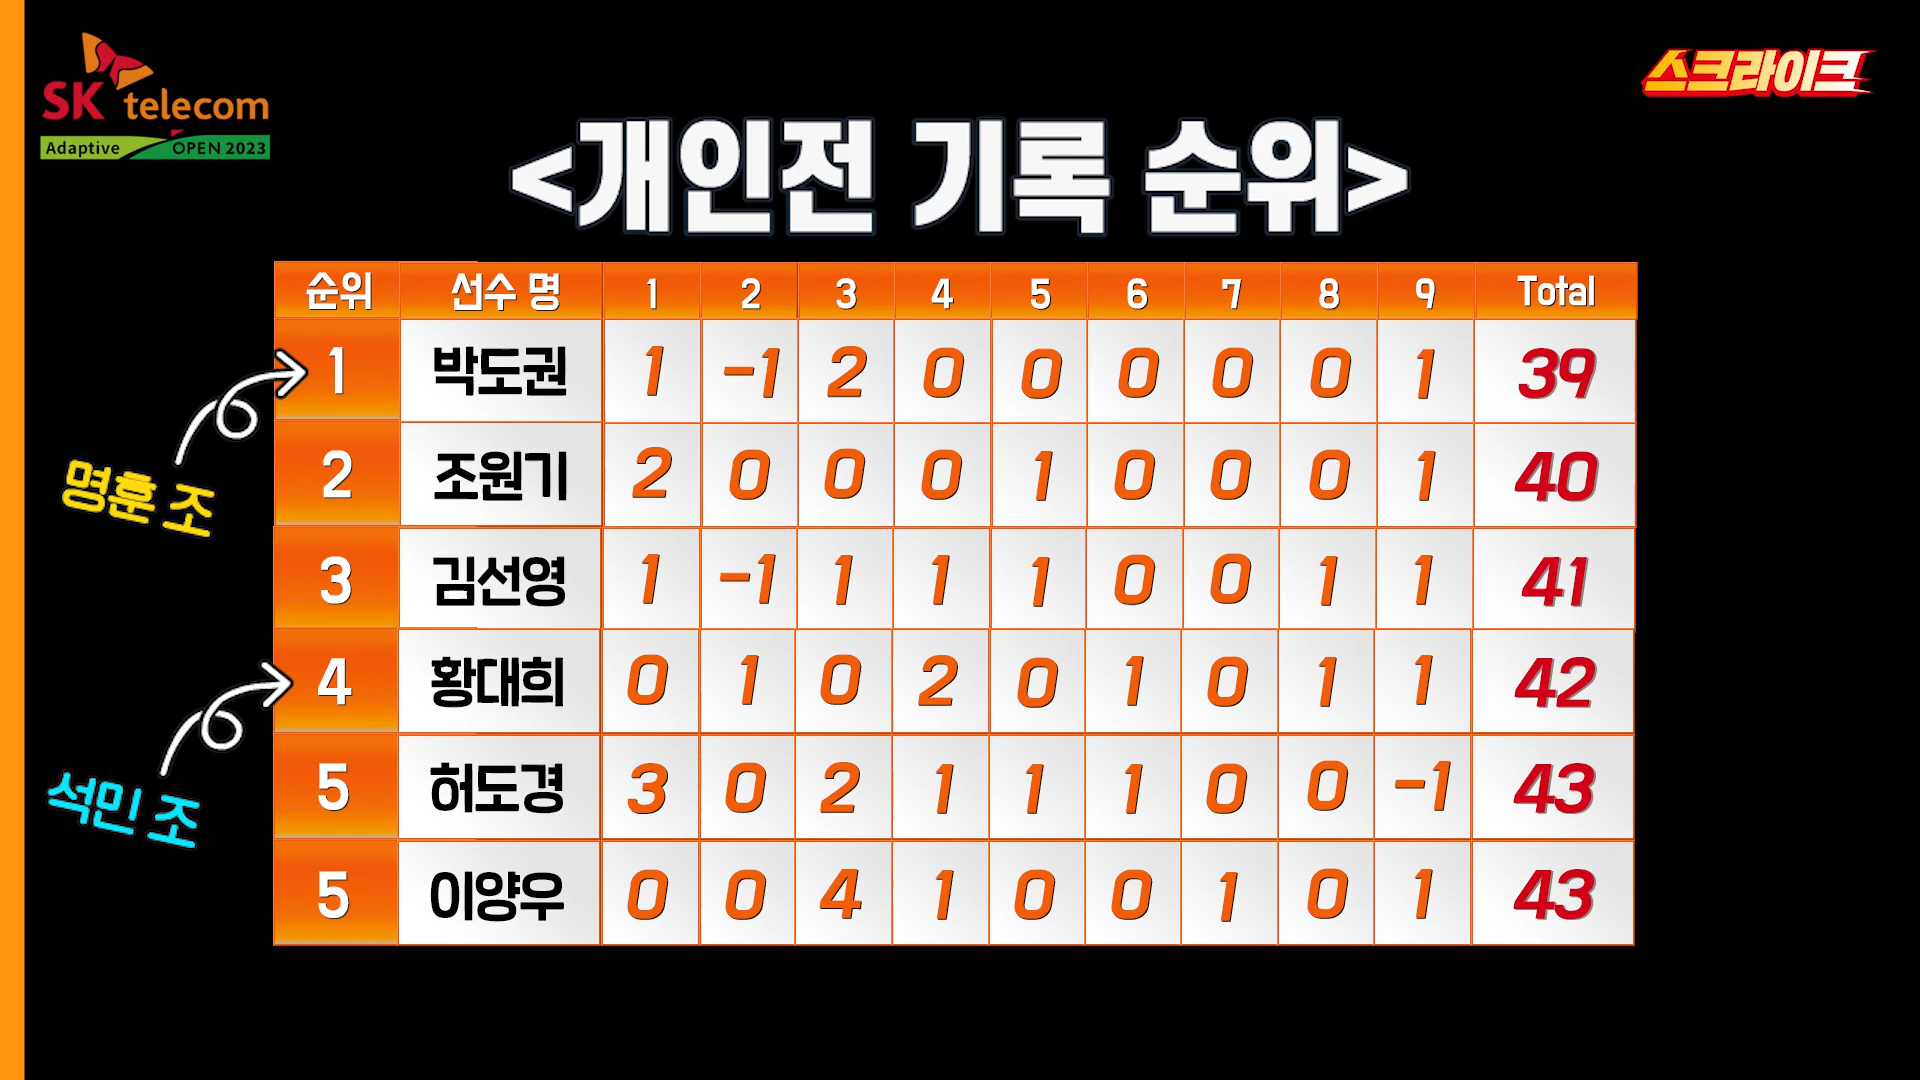 SK telecom
Adaptive OPEN 2023
스크라이크
<개인전 기록 순위>
순위 선수 명 1 2 3 4 5 6 7 8 9 Total
1 박도권 1 -1 2 0 0 0 0 0 1 39
2 조원기 2 0 0 0 1 0 0 0 1 40
3 김선영 1 -1 1 1 1 0 0 1 1 41
4 황대희 0 1 0 2 0 1 0 1 1 42
5 허도경 3 0 2 1 1 1 0 0 -1 43
5 이양우 0 0 4 1 0 0 1 0 1 43
명훈 조
석민 조